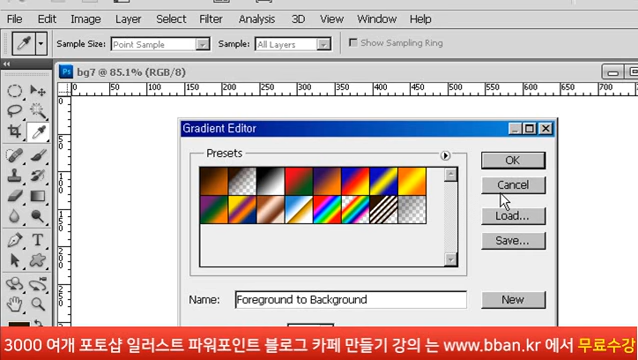 File Edit Image Layer Select Filter Analysis 3D View Window Help
Sample Size: Point Sample Sample: All Layers Show Sampling Ring
Ps bg7 @ 85.1% (RGB/8)
0 50 100 150 200 250 300 350 400 450 500 550 600 650
Gradient Editor
Presets
OK
Cancel
Load...
Save...
Name: Foreground to Background New
3000 여개 포토샵 일러스트 파워포인트 블로그 카페 만들기 강의 는 www.bban.kr 에서 무료수강